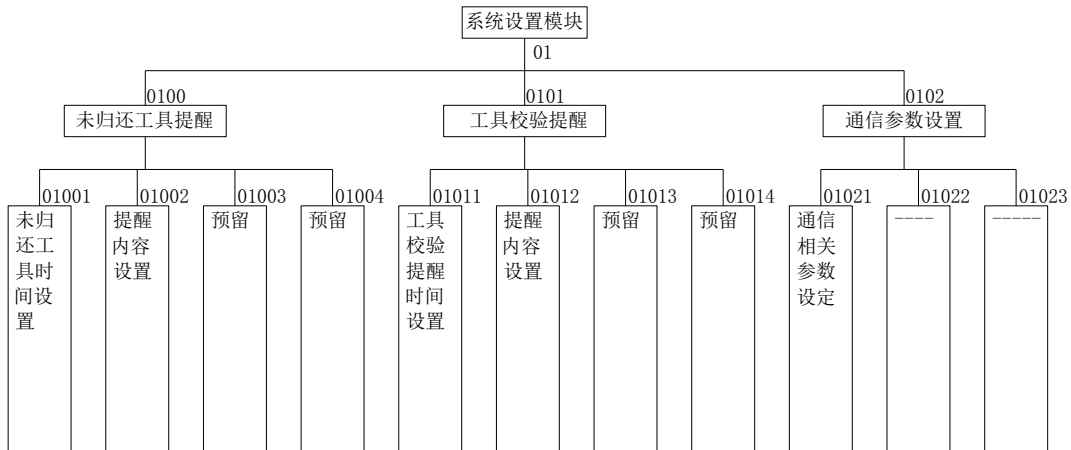 系统设置模块
01
0100
0101
0102
未归还工具提醒
工具校验提醒
通信参数设置
01001
01002
01003
01004
01011
01012
01013
01014
01021
01022
01023
未归
还工
具时
间设
置
提醒
内容
设置
预留
预留
工具
校验
提醒
时间
设置
提醒
内容
设置
预留
预留
通信
相关
参数
设定
----
-----